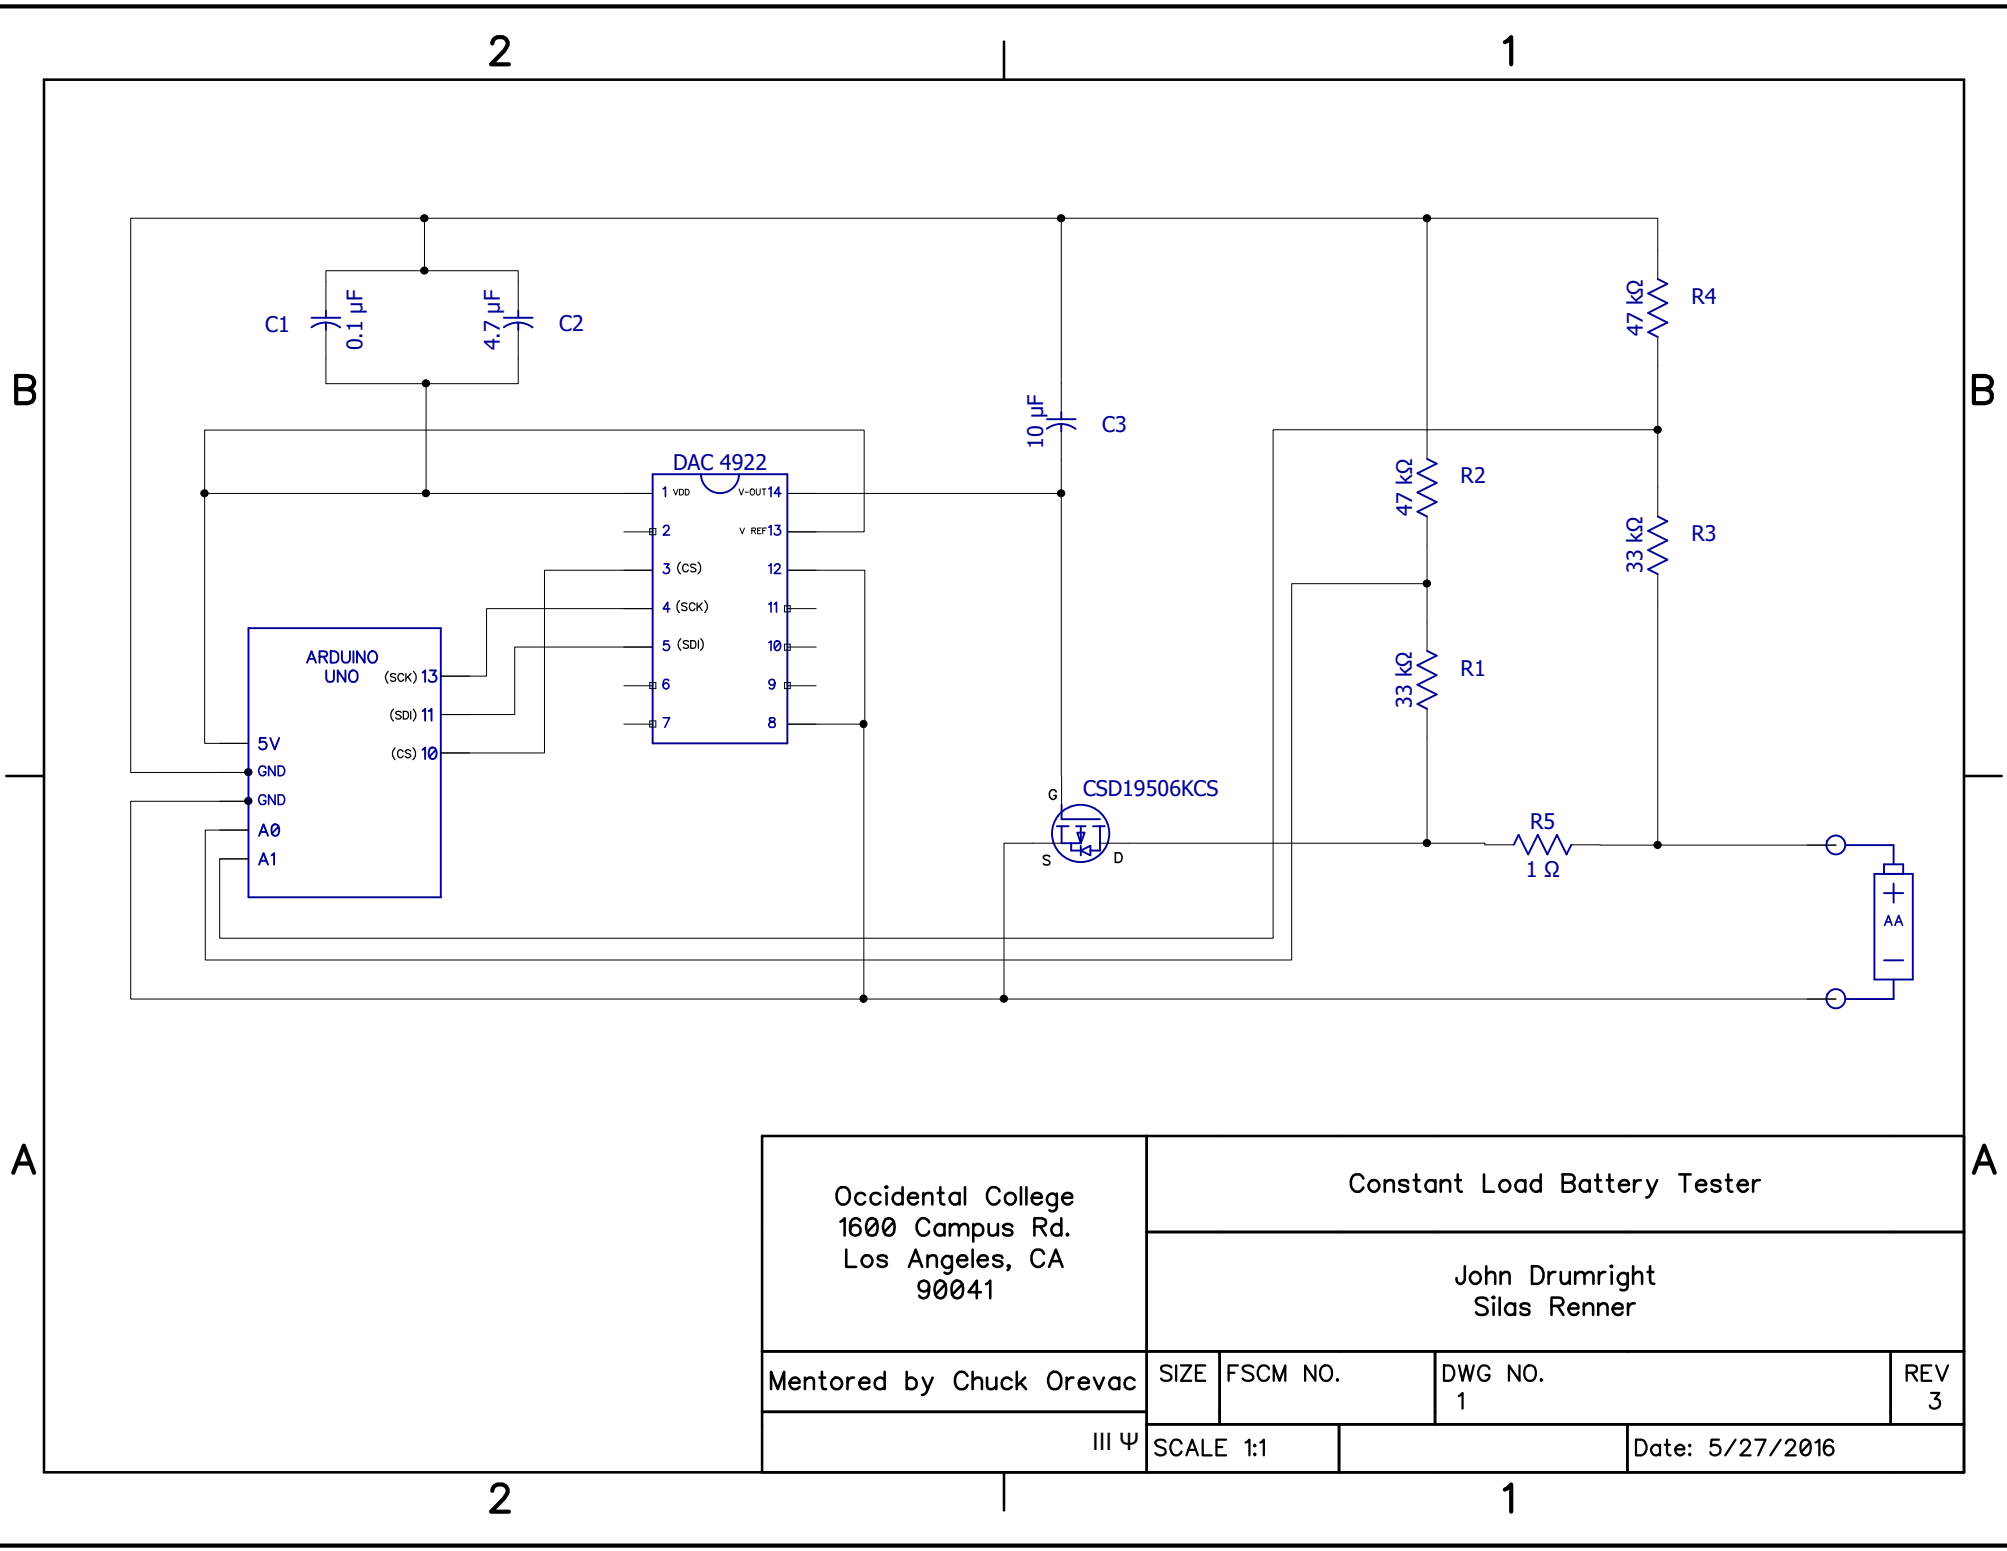 2
1
B
B
C1
0.1 µF
4.7 µF
C2
47 kΩ
R4
10 µF
C3
DAC 4922
1 VDD
V-OUT 14
2
V REF 13
3 (CS)
12
4 (SCK)
11
5 (SDI)
10
6
9
7
8
47 kΩ
R2
33 kΩ
R3
33 kΩ
R1
ARDUINO
UNO
(SCK) 13
(SDI) 11
(CS) 10
5V
GND
GND
A0
A1
G
CSD19506KCS
S
D
R5
1 Ω
+
AA
−
A
A
Occidental College
1600 Campus Rd.
Los Angeles, CA
90041
Constant Load Battery Tester
John Drumright
Silas Renner
Mentored by Chuck Orevac
III Ψ
SIZE
FSCM NO.
DWG NO.
1
REV
3
SCALE 1:1
Date: 5/27/2016
2
1